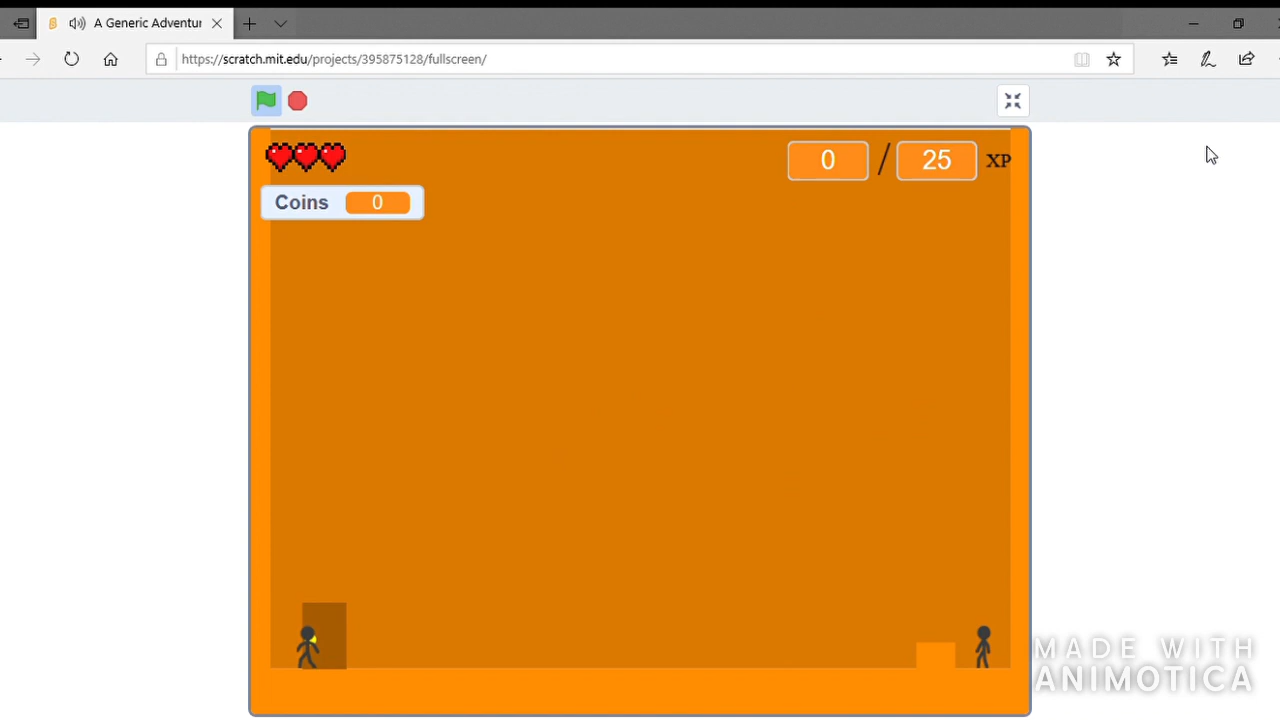 A Generic Adventur
https://scratch.mit.edu/projects/395875128/fullscreen/
0 / 25 XP
Coins 0
MADE WITH
ANIMOTICA